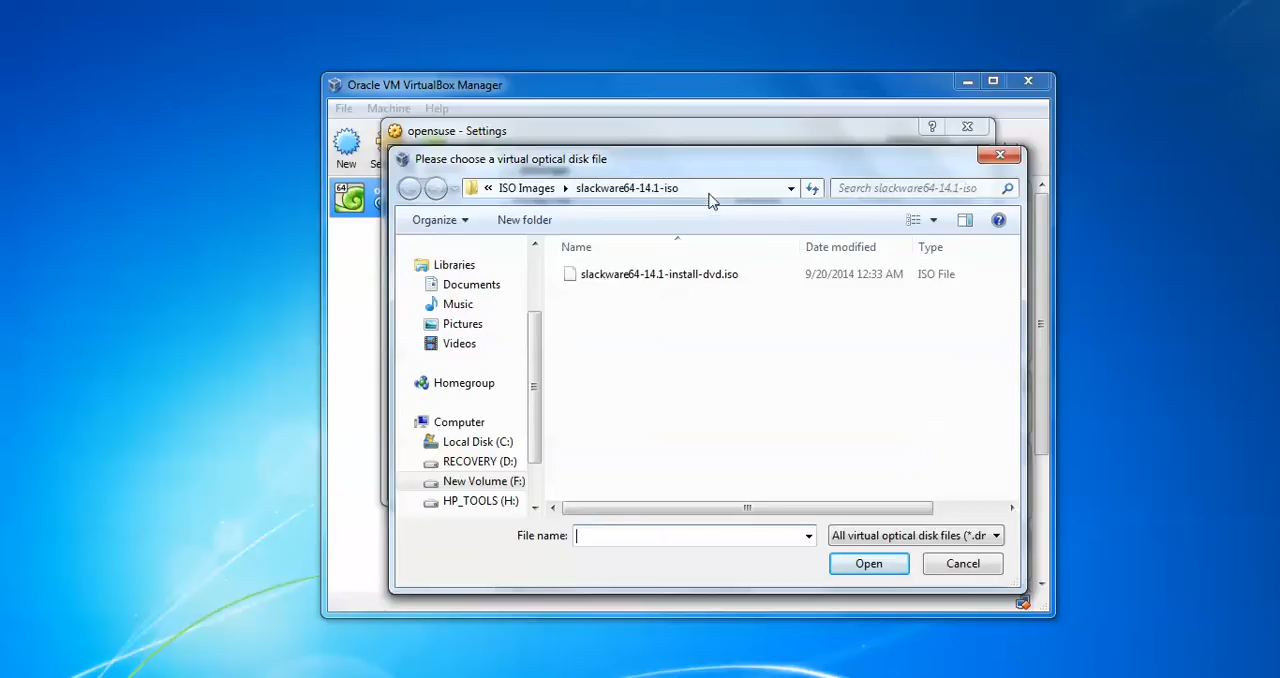 Oracle VM VirtualBox Manager
File Machine Help
opensuse - Settings
New
Se
64
Please choose a virtual optical disk file
« ISO Images slackware64-14.1-iso
Search slackware64-14.1-iso
Organize New folder
Name Date modified Type
slackware64-14.1-install-dvd.iso 9/20/2014 12:33 AM ISO File
Libraries
Documents
Music
Pictures
Videos
Homegroup
Computer
Local Disk (C:)
RECOVERY (D:)
New Volume (F:)
HP_TOOLS (H:)
File name:
All virtual optical disk files (*.dr
Open Cancel